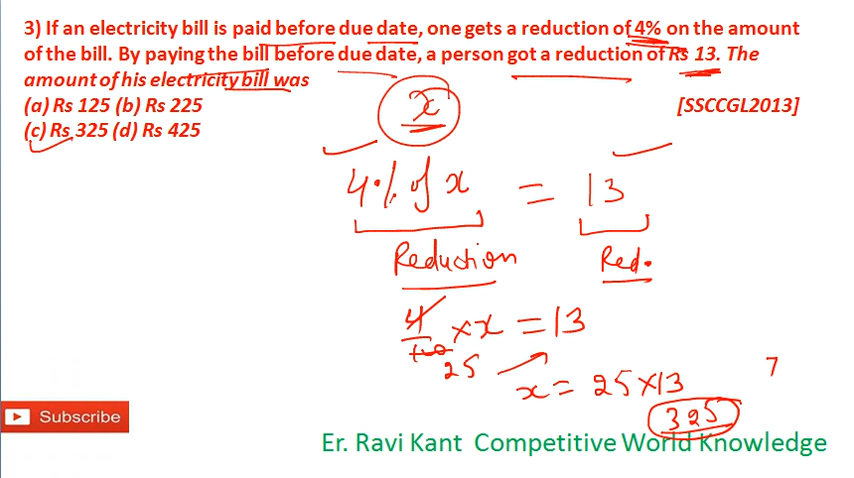 3) If an electricity bill is paid before due date, one gets a reduction of 4% on the amount
of the bill. By paying the bill before due date, a person got a reduction of Rs 13. The
amount of his electricity bill was
(a) Rs 125 (b) Rs 225
[SSCCGL2013]
(c) Rs 325 (d) Rs 425
x
4% of x = 13
Reduction Red.
4/100 × x = 13
25
x = 25 × 13
7
325
Subscribe
Er. Ravi Kant Competitive World Knowledge